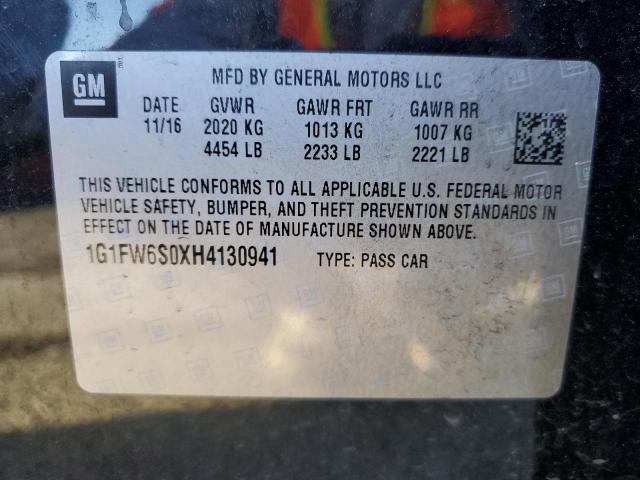 GM
MFD BY GENERAL MOTORS LLC
DATE GVWR GAWR FRT GAWR RR
11/16 2020 KG 1013 KG 1007 KG
4454 LB 2233 LB 2221 LB
THIS VEHICLE CONFORMS TO ALL APPLICABLE U.S. FEDERAL MOTOR
VEHICLE SAFETY, BUMPER, AND THEFT PREVENTION STANDARDS IN
EFFECT ON THE DATE OF MANUFACTURE SHOWN ABOVE.
1G1FW6S0XH4130941 TYPE: PASS CAR